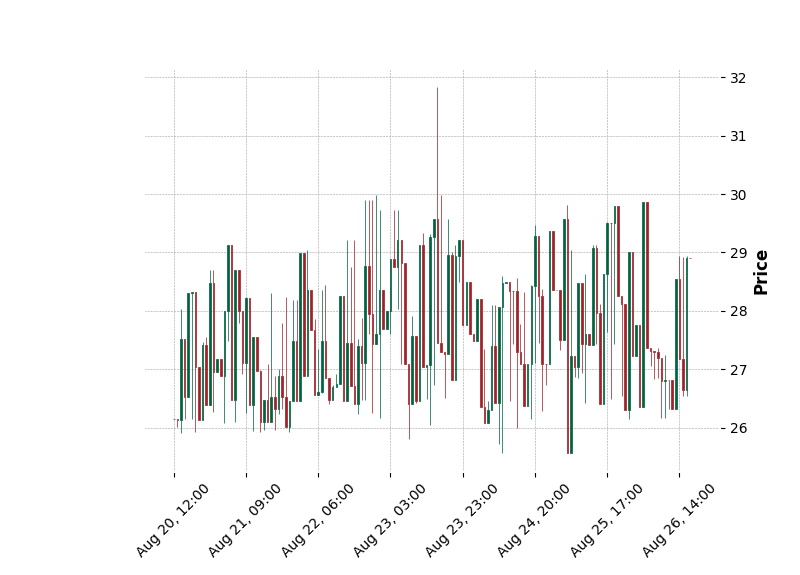 32
31
30
29
28
27
26
Price
Aug 20, 12:00
Aug 21, 09:00
Aug 22, 06:00
Aug 23, 03:00
Aug 23, 23:00
Aug 24, 20:00
Aug 25, 17:00
Aug 26, 14:00